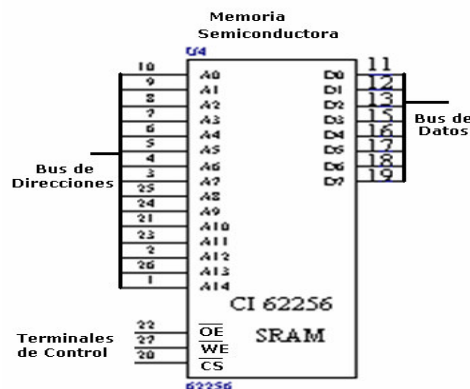 Memoria
Semiconductora
U4
10 A0 D0 11
9 A1 D1 12
8 A2 D2 13
7 A3 D3 15
6 A4 D4 16
5 A5 D5 17
4 A6 D6 18
3 A7 D7 19
25 A8
24 A9
21 A10
23 A11
2 A12
26 A13
1 A14
Bus de
Direcciones
Bus de
Datos
CI 62256
SRAM
Terminales
de Control
22 OE
27 WE
20 CS
62256